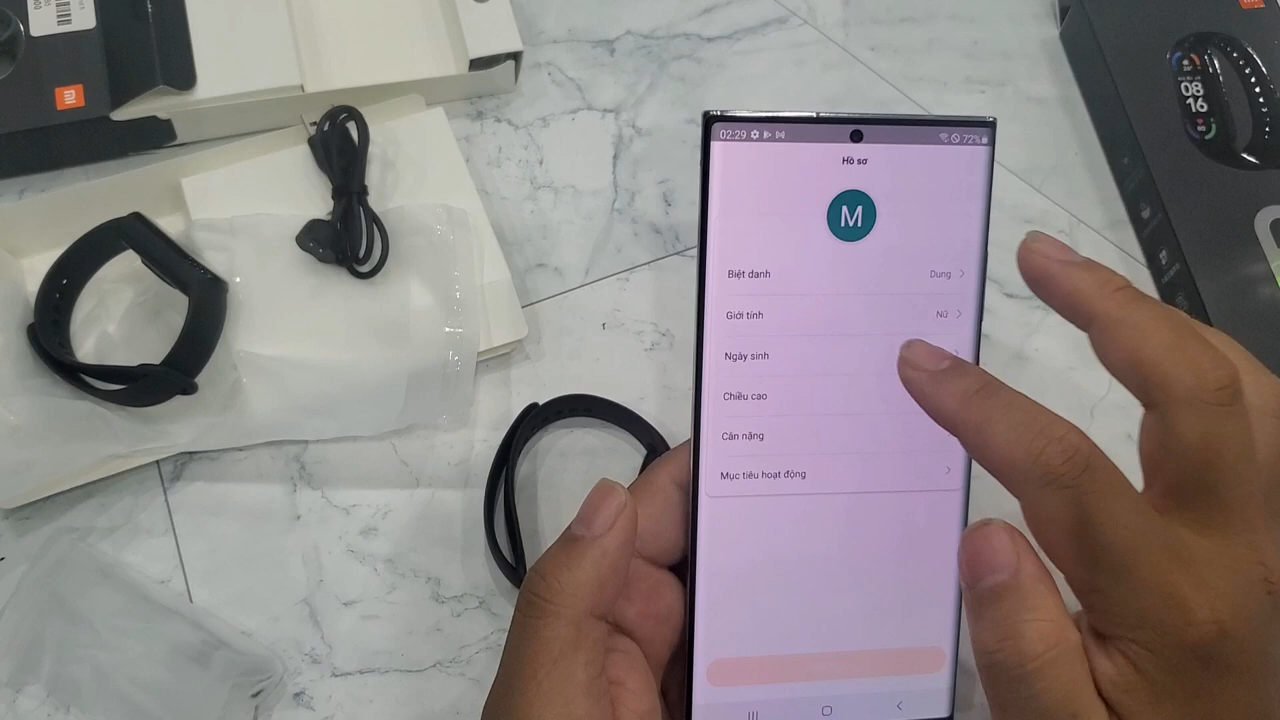 02:29
72%
Hồ sơ
M
Biệt danh
Dung
Giới tính
Nữ
Ngày sinh
Chiều cao
Cân nặng
Mục tiêu hoạt động
08
16